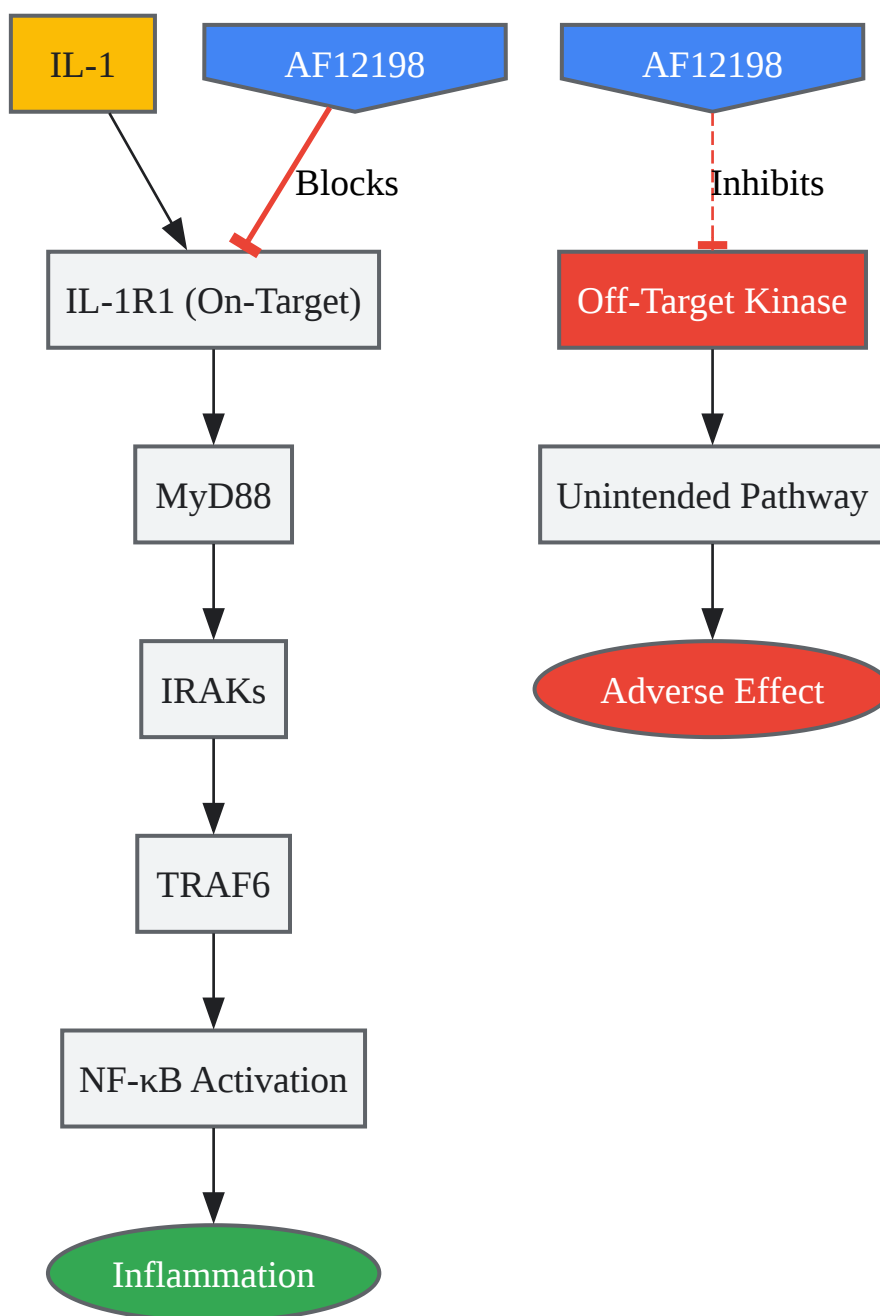 IL-1
AF12198
AF12198
Blocks
Inhibits
IL-1R1 (On-Target)
Off-Target Kinase
MyD88
Unintended Pathway
IRAKs
Adverse Effect
TRAF6
NF-κB Activation
Inflammation